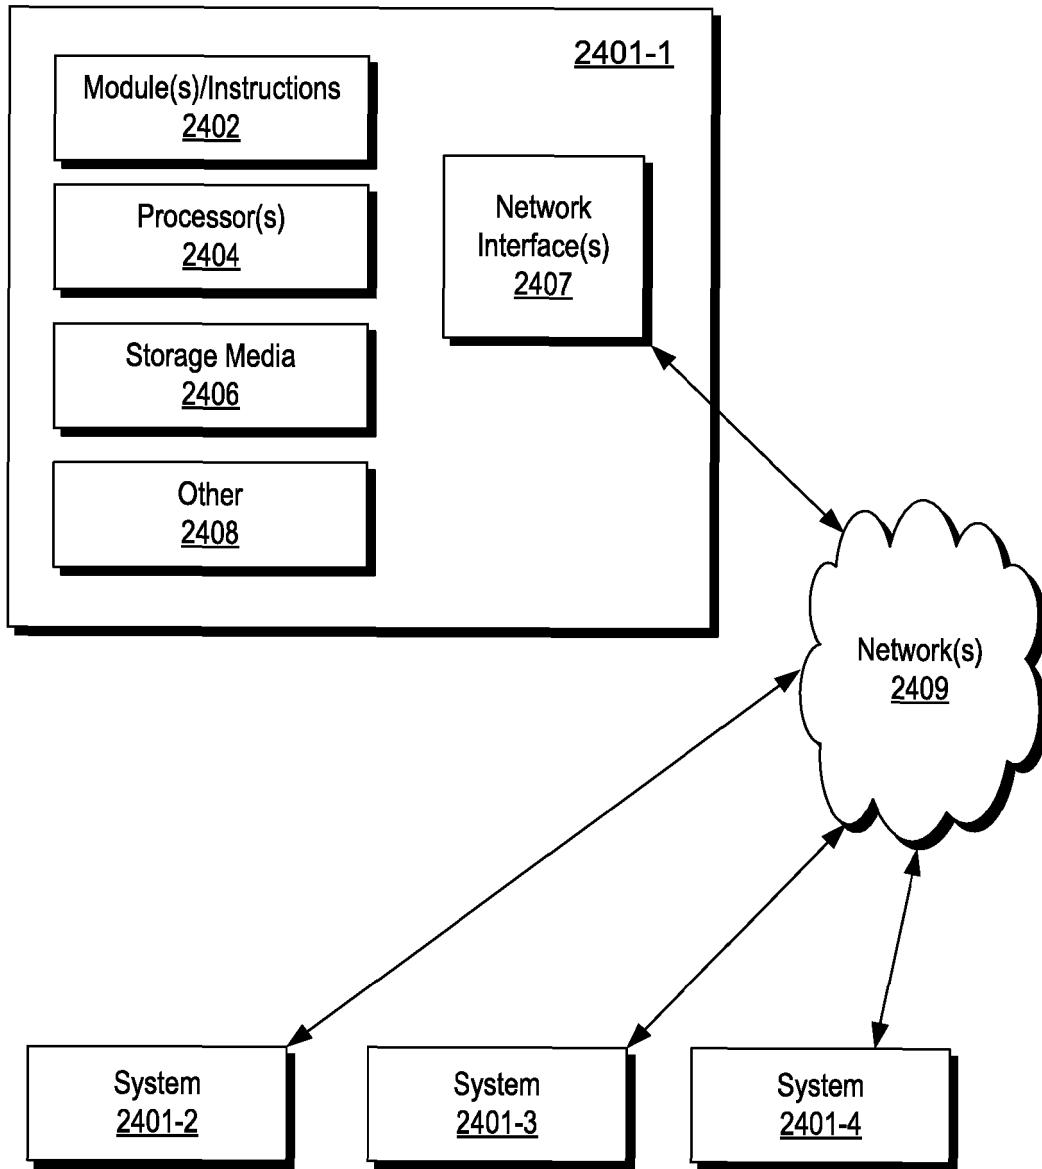 2401-1
Module(s)/Instructions
2402
Processor(s)
2404
Storage Media
2406
Other
2408
Network
Interface(s)
2407
Network(s)
2409
System
2401-2
System
2401-3
System
2401-4